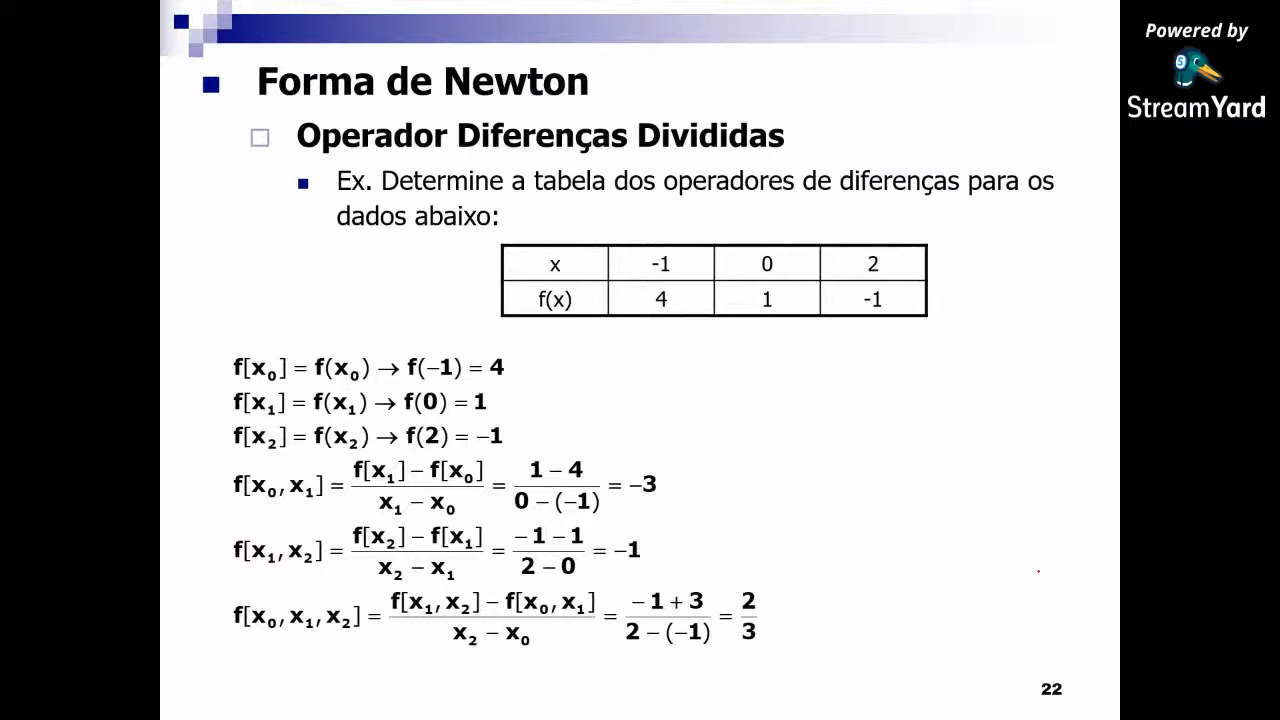 Powered by
StreamYard
Forma de Newton
Operador Diferenças Divididas
Ex. Determine a tabela dos operadores de diferenças para os
dados abaixo:
x -1 0 2
f(x) 4 1 -1
f[x₀] = f(x₀) → f(−1) = 4
f[x₁] = f(x₁) → f(0) = 1
f[x₂] = f(x₂) → f(2) = −1
f[x₀, x₁] = (f[x₁] − f[x₀]) / (x₁ − x₀) = (1 − 4) / (0 − (−1)) = −3
f[x₁, x₂] = (f[x₂] − f[x₁]) / (x₂ − x₁) = (−1 − 1) / (2 − 0) = −1
f[x₀, x₁, x₂] = (f[x₁, x₂] − f[x₀, x₁]) / (x₂ − x₀) = (−1 + 3) / (2 − (−1)) = 2/3
22